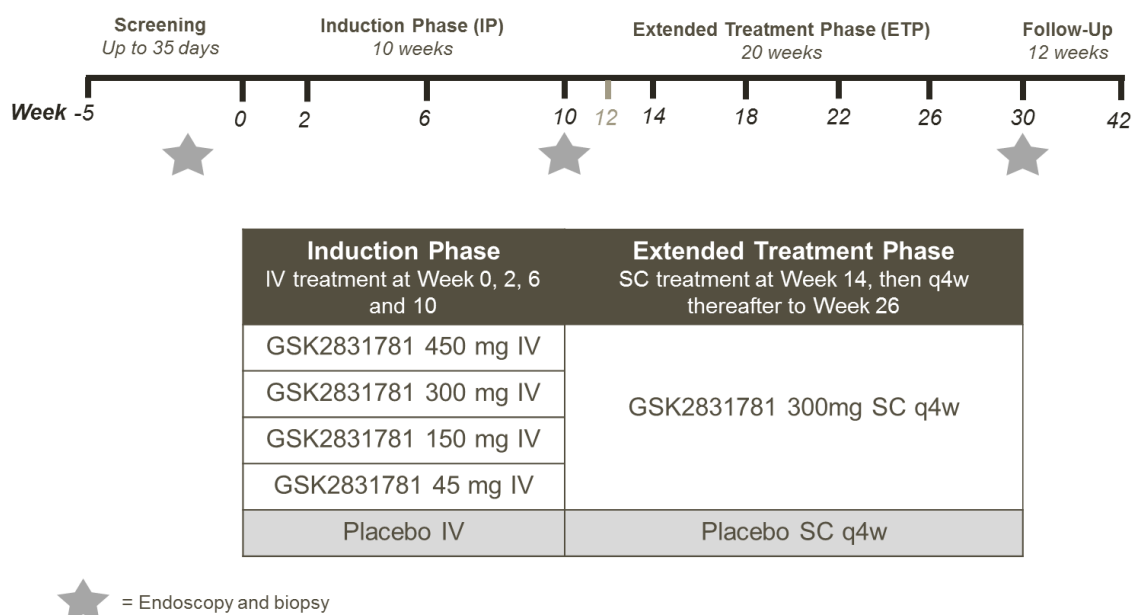 Screening
Up to 35 days
Induction Phase (IP)
10 weeks
Extended Treatment Phase (ETP)
20 weeks
Follow-Up
12 weeks
Week -5 0 2 6 10 12 14 18 22 26 30 42
Induction Phase
IV treatment at Week 0, 2, 6
and 10
Extended Treatment Phase
SC treatment at Week 14, then q4w
thereafter to Week 26
GSK2831781 450 mg IV
GSK2831781 300 mg IV
GSK2831781 150 mg IV
GSK2831781 45 mg IV
GSK2831781 300mg SC q4w
Placebo IV
Placebo SC q4w
= Endoscopy and biopsy